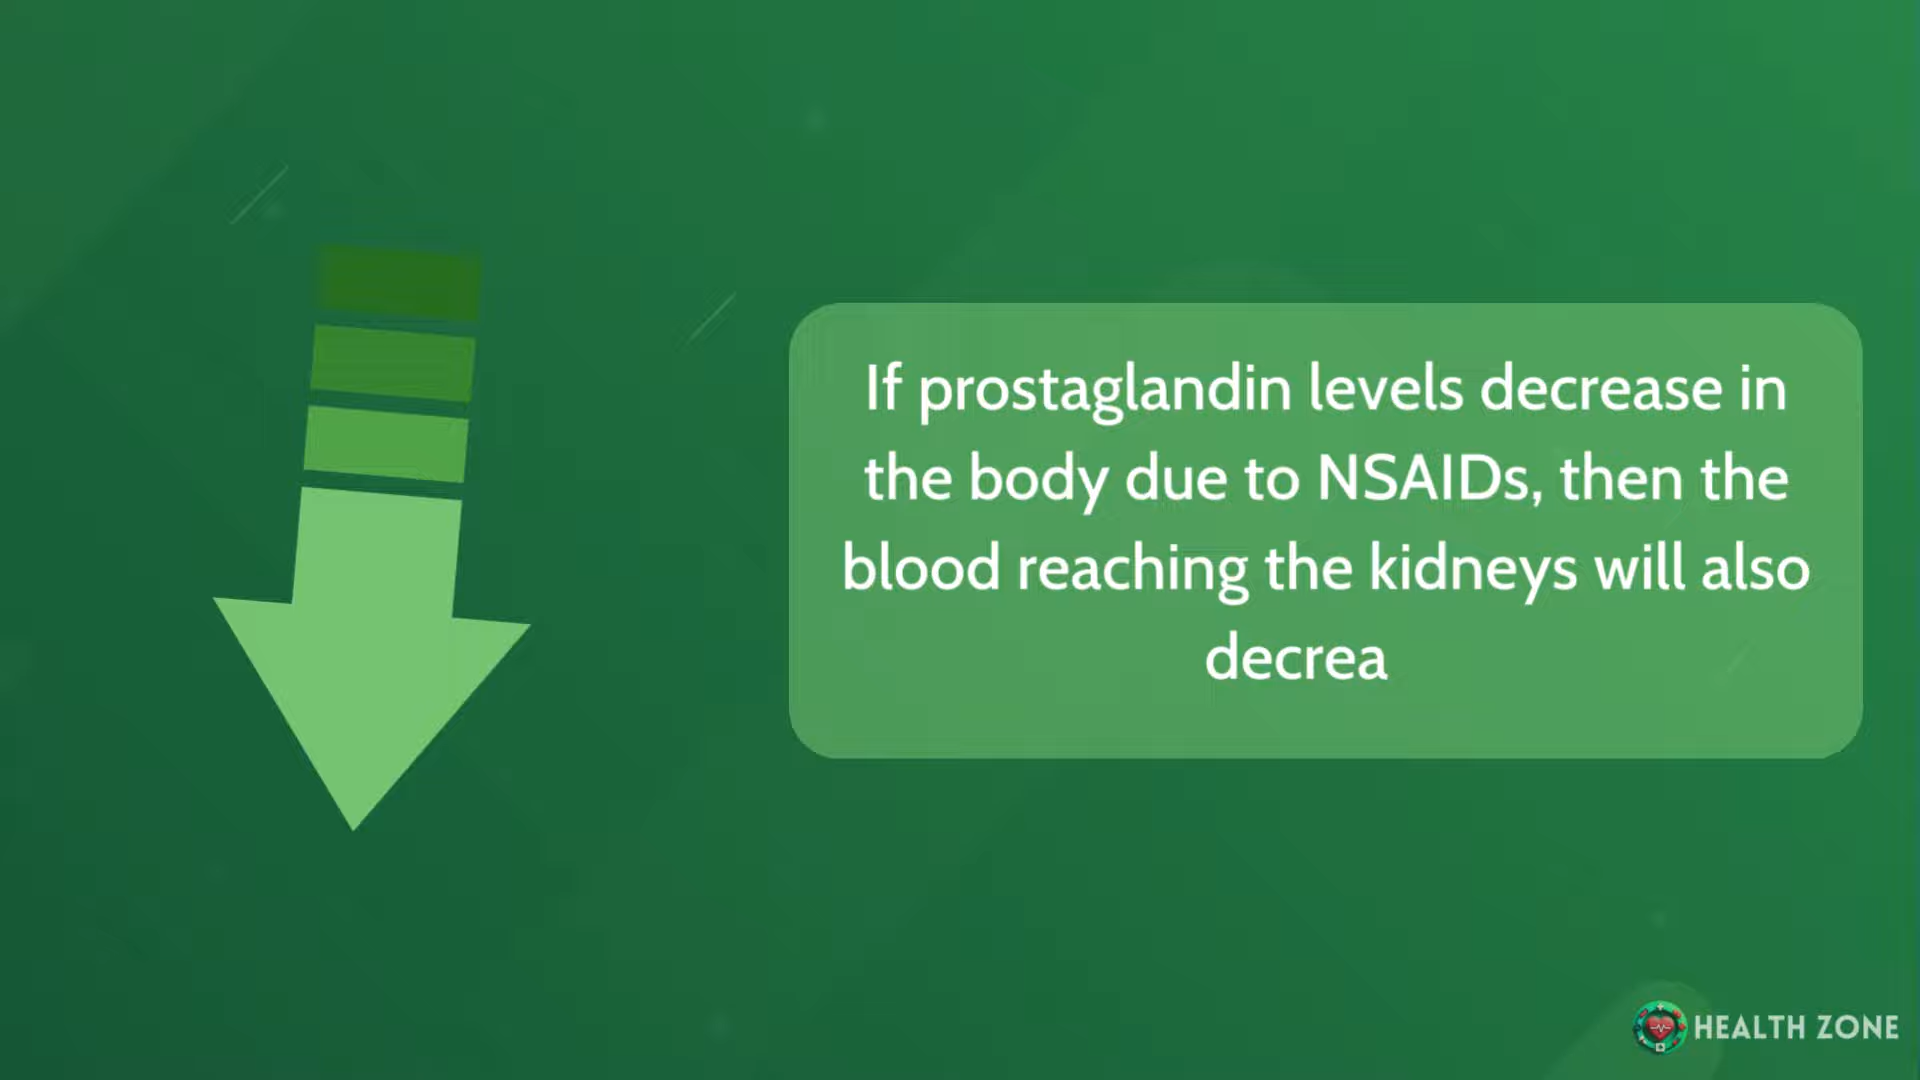 If prostaglandin levels decrease in
the body due to NSAIDs, then the
blood reaching the kidneys will also
decrea
HEALTH ZONE